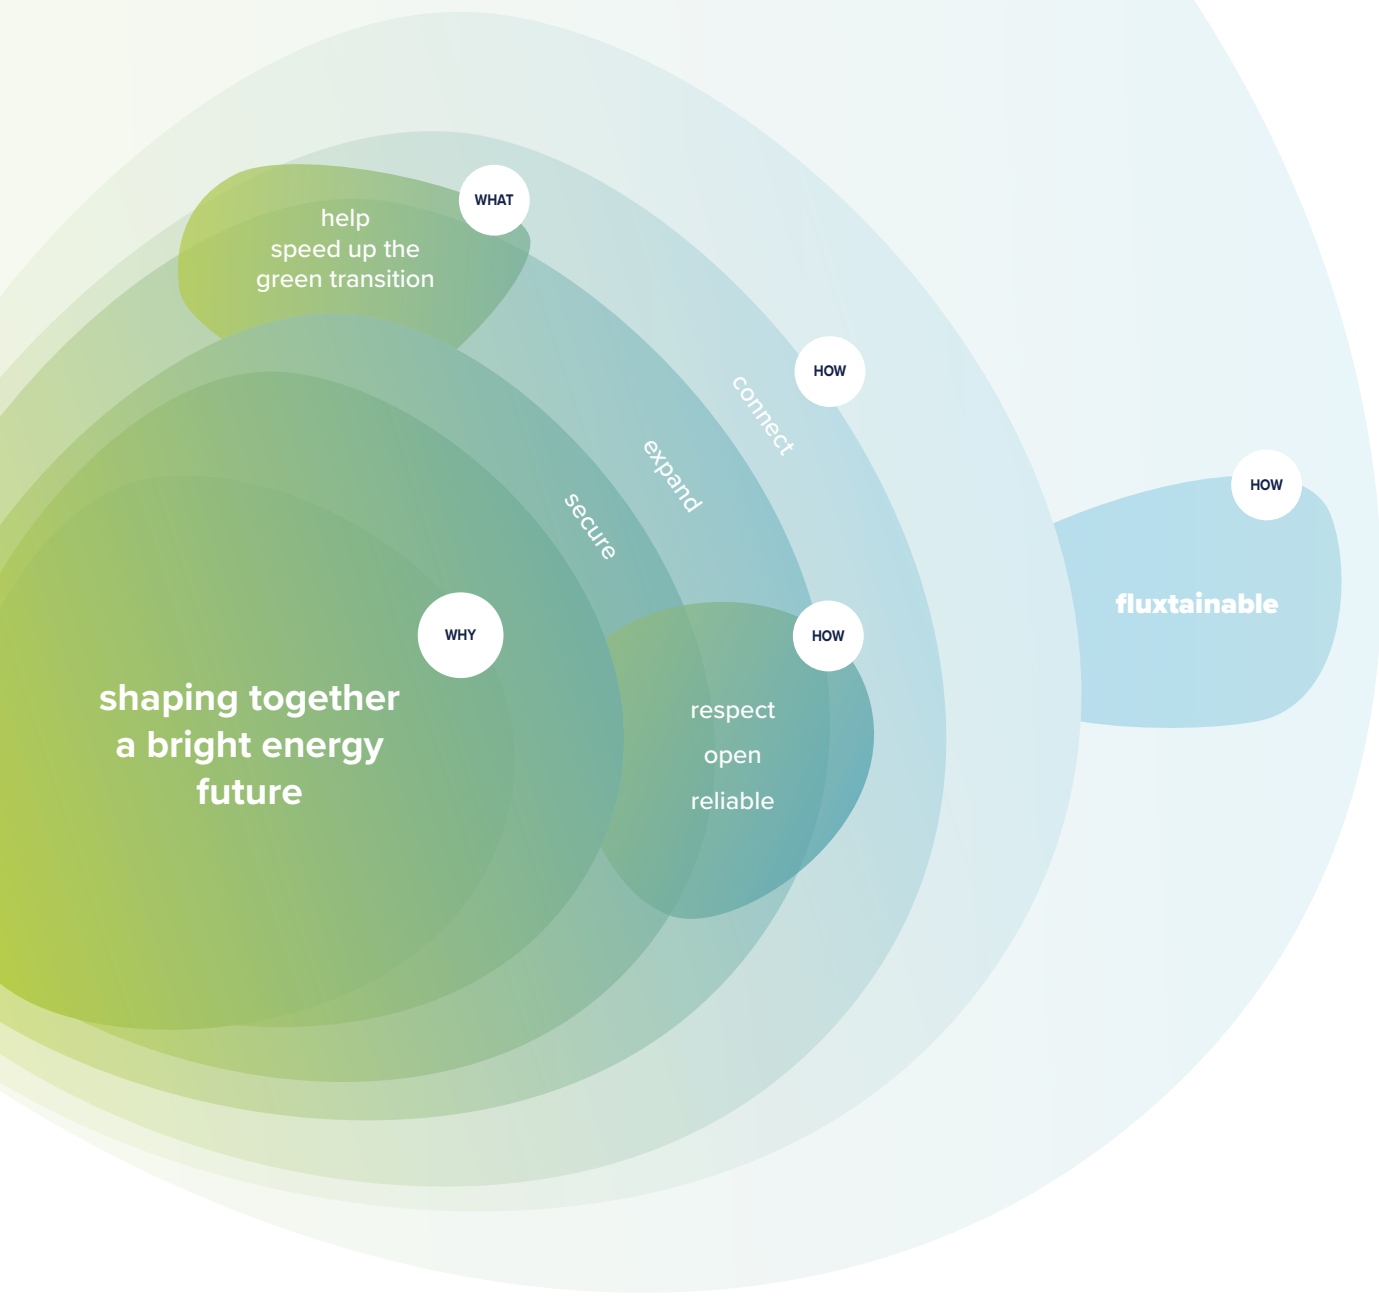 WHAT
help
speed up the
green transition
HOW
connect
expand
secure
HOW
fluxtainable
WHY
shaping together
a bright energy
future
HOW
respect
open
reliable